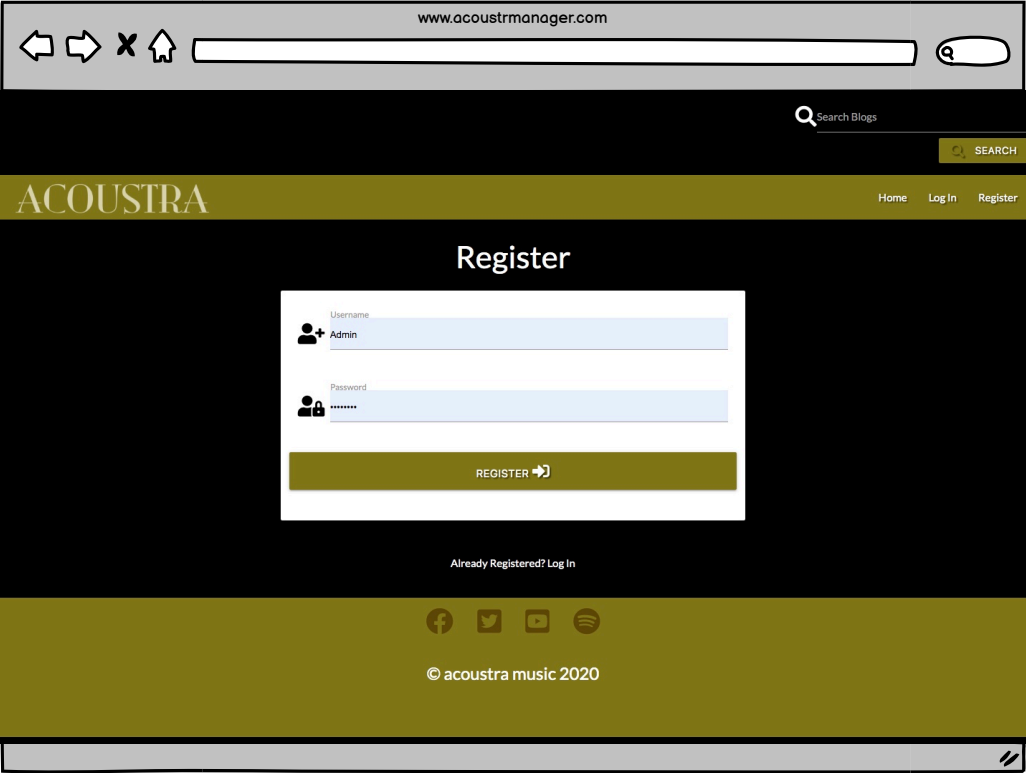 www.acoustrmanager.com
Search Blogs
SEARCH
ACOUSTRA
Home Log In Register
Register
Username
Admin
Password
••••••••
REGISTER
Already Registered? Log In
© acoustra music 2020